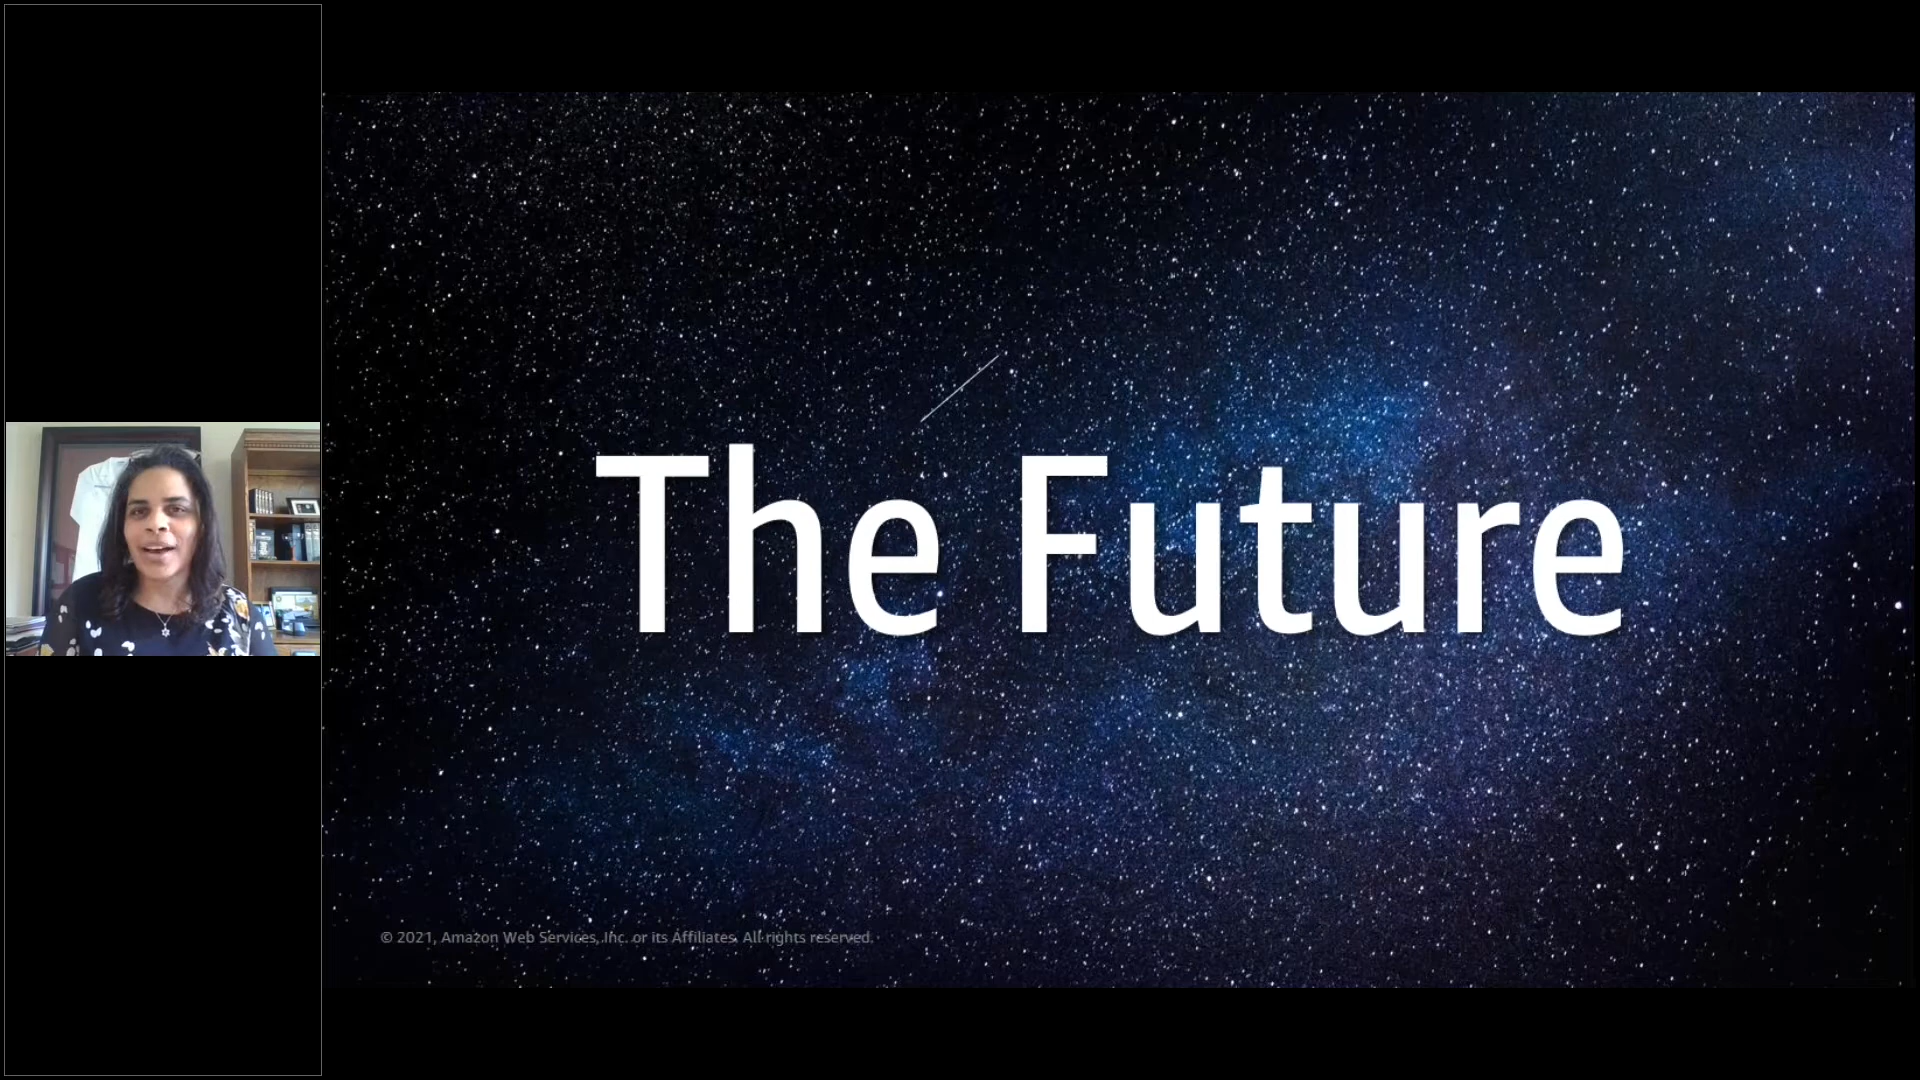 The Future
© 2021, Amazon Web Services, Inc. or its Affiliates. All rights reserved.